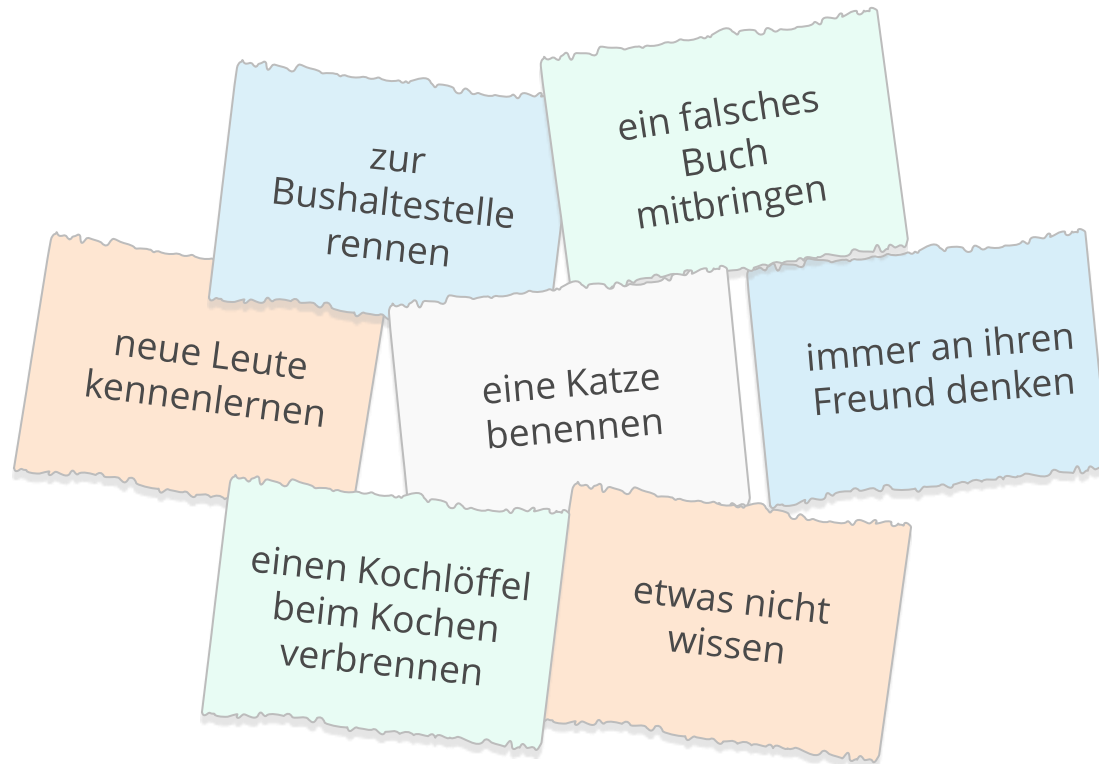 zur
Bushaltestelle
rennen
ein falsches
Buch
mitbringen
neue Leute
kennenlernen
eine Katze
benennen
immer an ihren
Freund denken
einen Kochlöffel
beim Kochen
verbrennen
etwas nicht
wissen